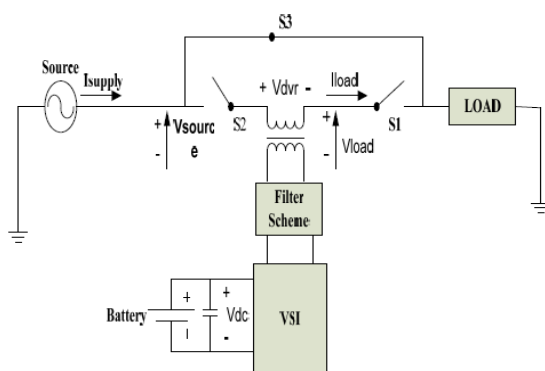 S3
Source
Isupply
+ Vdvr -
Iload
LOAD
+
Vsourc
e
-
S2
+
Vload
-
S1
Filter
Scheme
Battery
+
+
Vdc
-
VSI